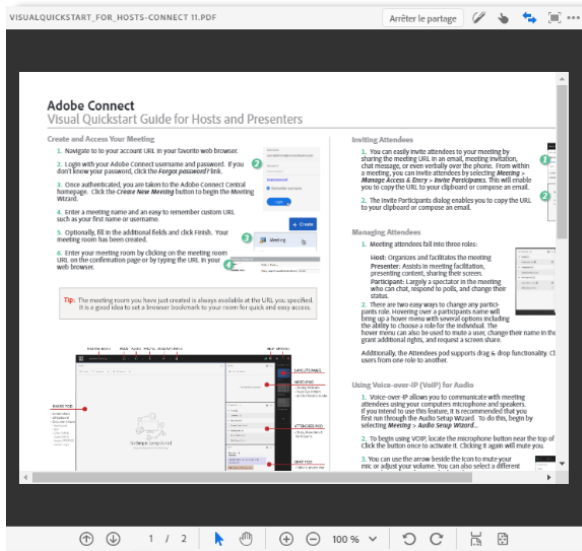 VISUALQUICKSTART_FOR_HOSTS-CONNECT 11.PDF
Arrêter le partage
Adobe Connect
Visual Quickstart Guide for Hosts and Presenters
Create and Access Your Meeting
1. Navigate to to your account URL in your favorite web browser.
2. Login with your Adobe Connect username and password. If you
don't know your password, click the Forgot password? link.
3. Once authenticated, you are taken to the Adobe Connect Central
homepage. Click the Create New Meeting button to begin the Meeting
Wizard.
4. Enter a meeting name and an easy to remember custom URL
such as your first name or username.
5. Optionally, fill in the additional fields and click Finish. Your
meeting room has been created.
6. Enter your meeting room by clicking on the meeting room
URL on the confirmation page or by typing the URL in your
web browser.
2
+ Create
3
Meeting
4
Tip: The meeting room you have just created is always available at the URL you specified.
It is a good idea to set a browser bookmark to your room for quick and easy access.
Inviting Attendees
1. You can easily invite attendees to your meeting by
sharing the meeting URL in an email, meeting invitation,
chat message, or even verbally over the phone. From within
a meeting, you can invite attendees by selecting Meeting >
Manage Access & Entry > Invite Participants. This will enable
you to copy the URL to your clipboard or compose an email.
2. The Invite Participants dialog enables you to copy the URL
to your clipboard or compose an email.
1
2
Managing Attendees
1. Meeting attendees fall into three roles:
Host: Organizes and facilitates the meeting
Presenter: Assists in meeting facilitation,
presenting content, sharing their screen.
Participant: Largely a spectator in the meeting
who can chat, respond to polls, and change their
status.
2. There are two easy ways to change any partici-
pants role. Hovering over a participants name will
bring up a hover menu with several options including
the ability to choose a role for the individual. The
hover menu can also be used to mute a user, change their name in the
grant additional rights, and request a screen share.
Additionally, the Attendees pod supports drag & drop functionality. Cl
users from one role to another.
Using Voice-over-IP (VoIP) for Audio
1. Voice-over-IP allows you to communicate with meeting
attendees using your computers microphone and speakers.
If you intend to use this feature, it is recommended that you
first run through the Audio Setup Wizard. To do this, begin by
selecting Meeting > Audio Setup Wizard...
2. To begin using VOIP, locate the microphone button near the top of
Click the button once to activate it. Clicking it again will mute you.
3. You can use the arrow beside the icon to mute your
mic or adjust your volume. You can also select a different
1 / 2
100 %